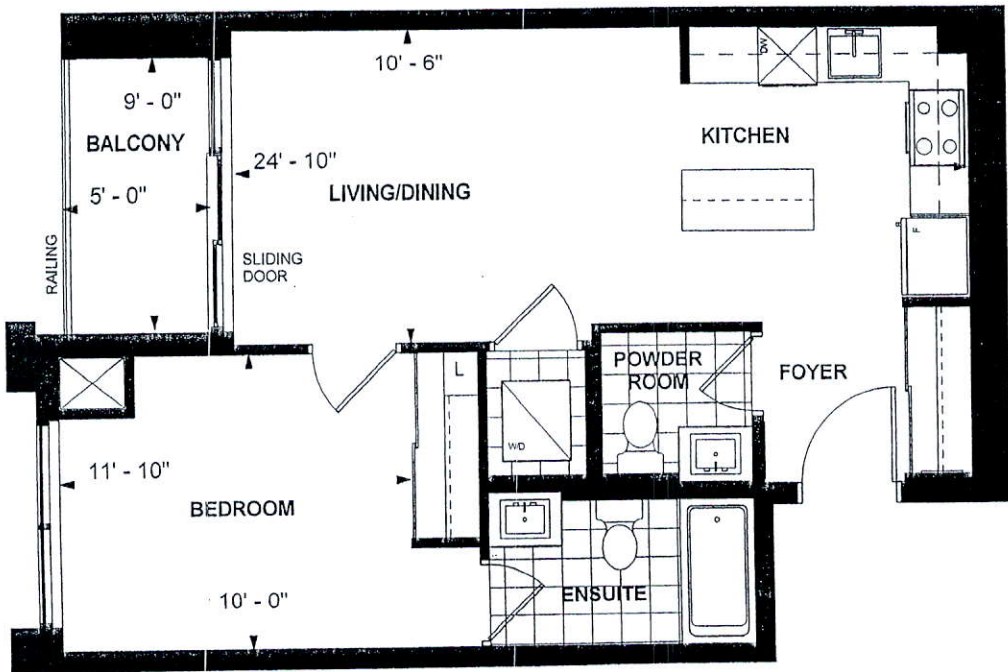 10' - 6"
DW
9' - 0"
BALCONY
KITCHEN
24' - 10"
5' - 0"
LIVING/DINING
RAILING
SLIDING
DOOR
F
POWDER
ROOM
L
FOYER
W/D
11' - 10"
BEDROOM
10' - 0"
ENSUITE